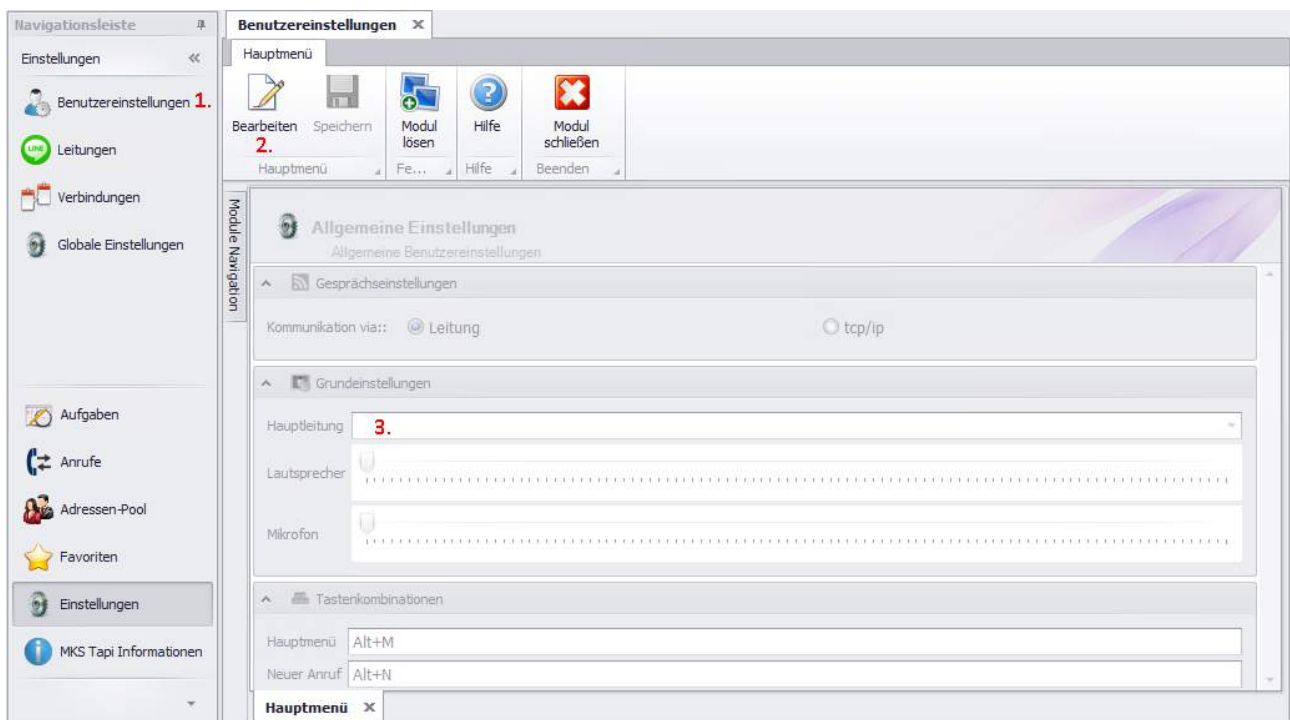 Navigationsleiste
Einstellungen
Benutzereinstellungen 1.
LINE
Leitungen
Verbindungen
Globale Einstellungen
Aufgaben
Anrufe
Adressen-Pool
Favoriten
Einstellungen
MKS Tapi Informationen
Benutzereinstellungen
Hauptmenü
Bearbeiten
2.
Speichern
Modul
lösen
Hilfe
Modul
schließen
Hauptmenü
Fe...
Hilfe
Beenden
Module Navigation
Allgemeine Einstellungen
Allgemeine Benutzereinstellungen
Gesprächseinstellungen
Kommunikation via:: Leitung tcp/ip
Grundeinstellungen
Hauptleitung 3.
Lautsprecher
Mikrofon
Tastenkombinationen
Hauptmenü Alt+M
Neuer Anruf Alt+N
Hauptmenü